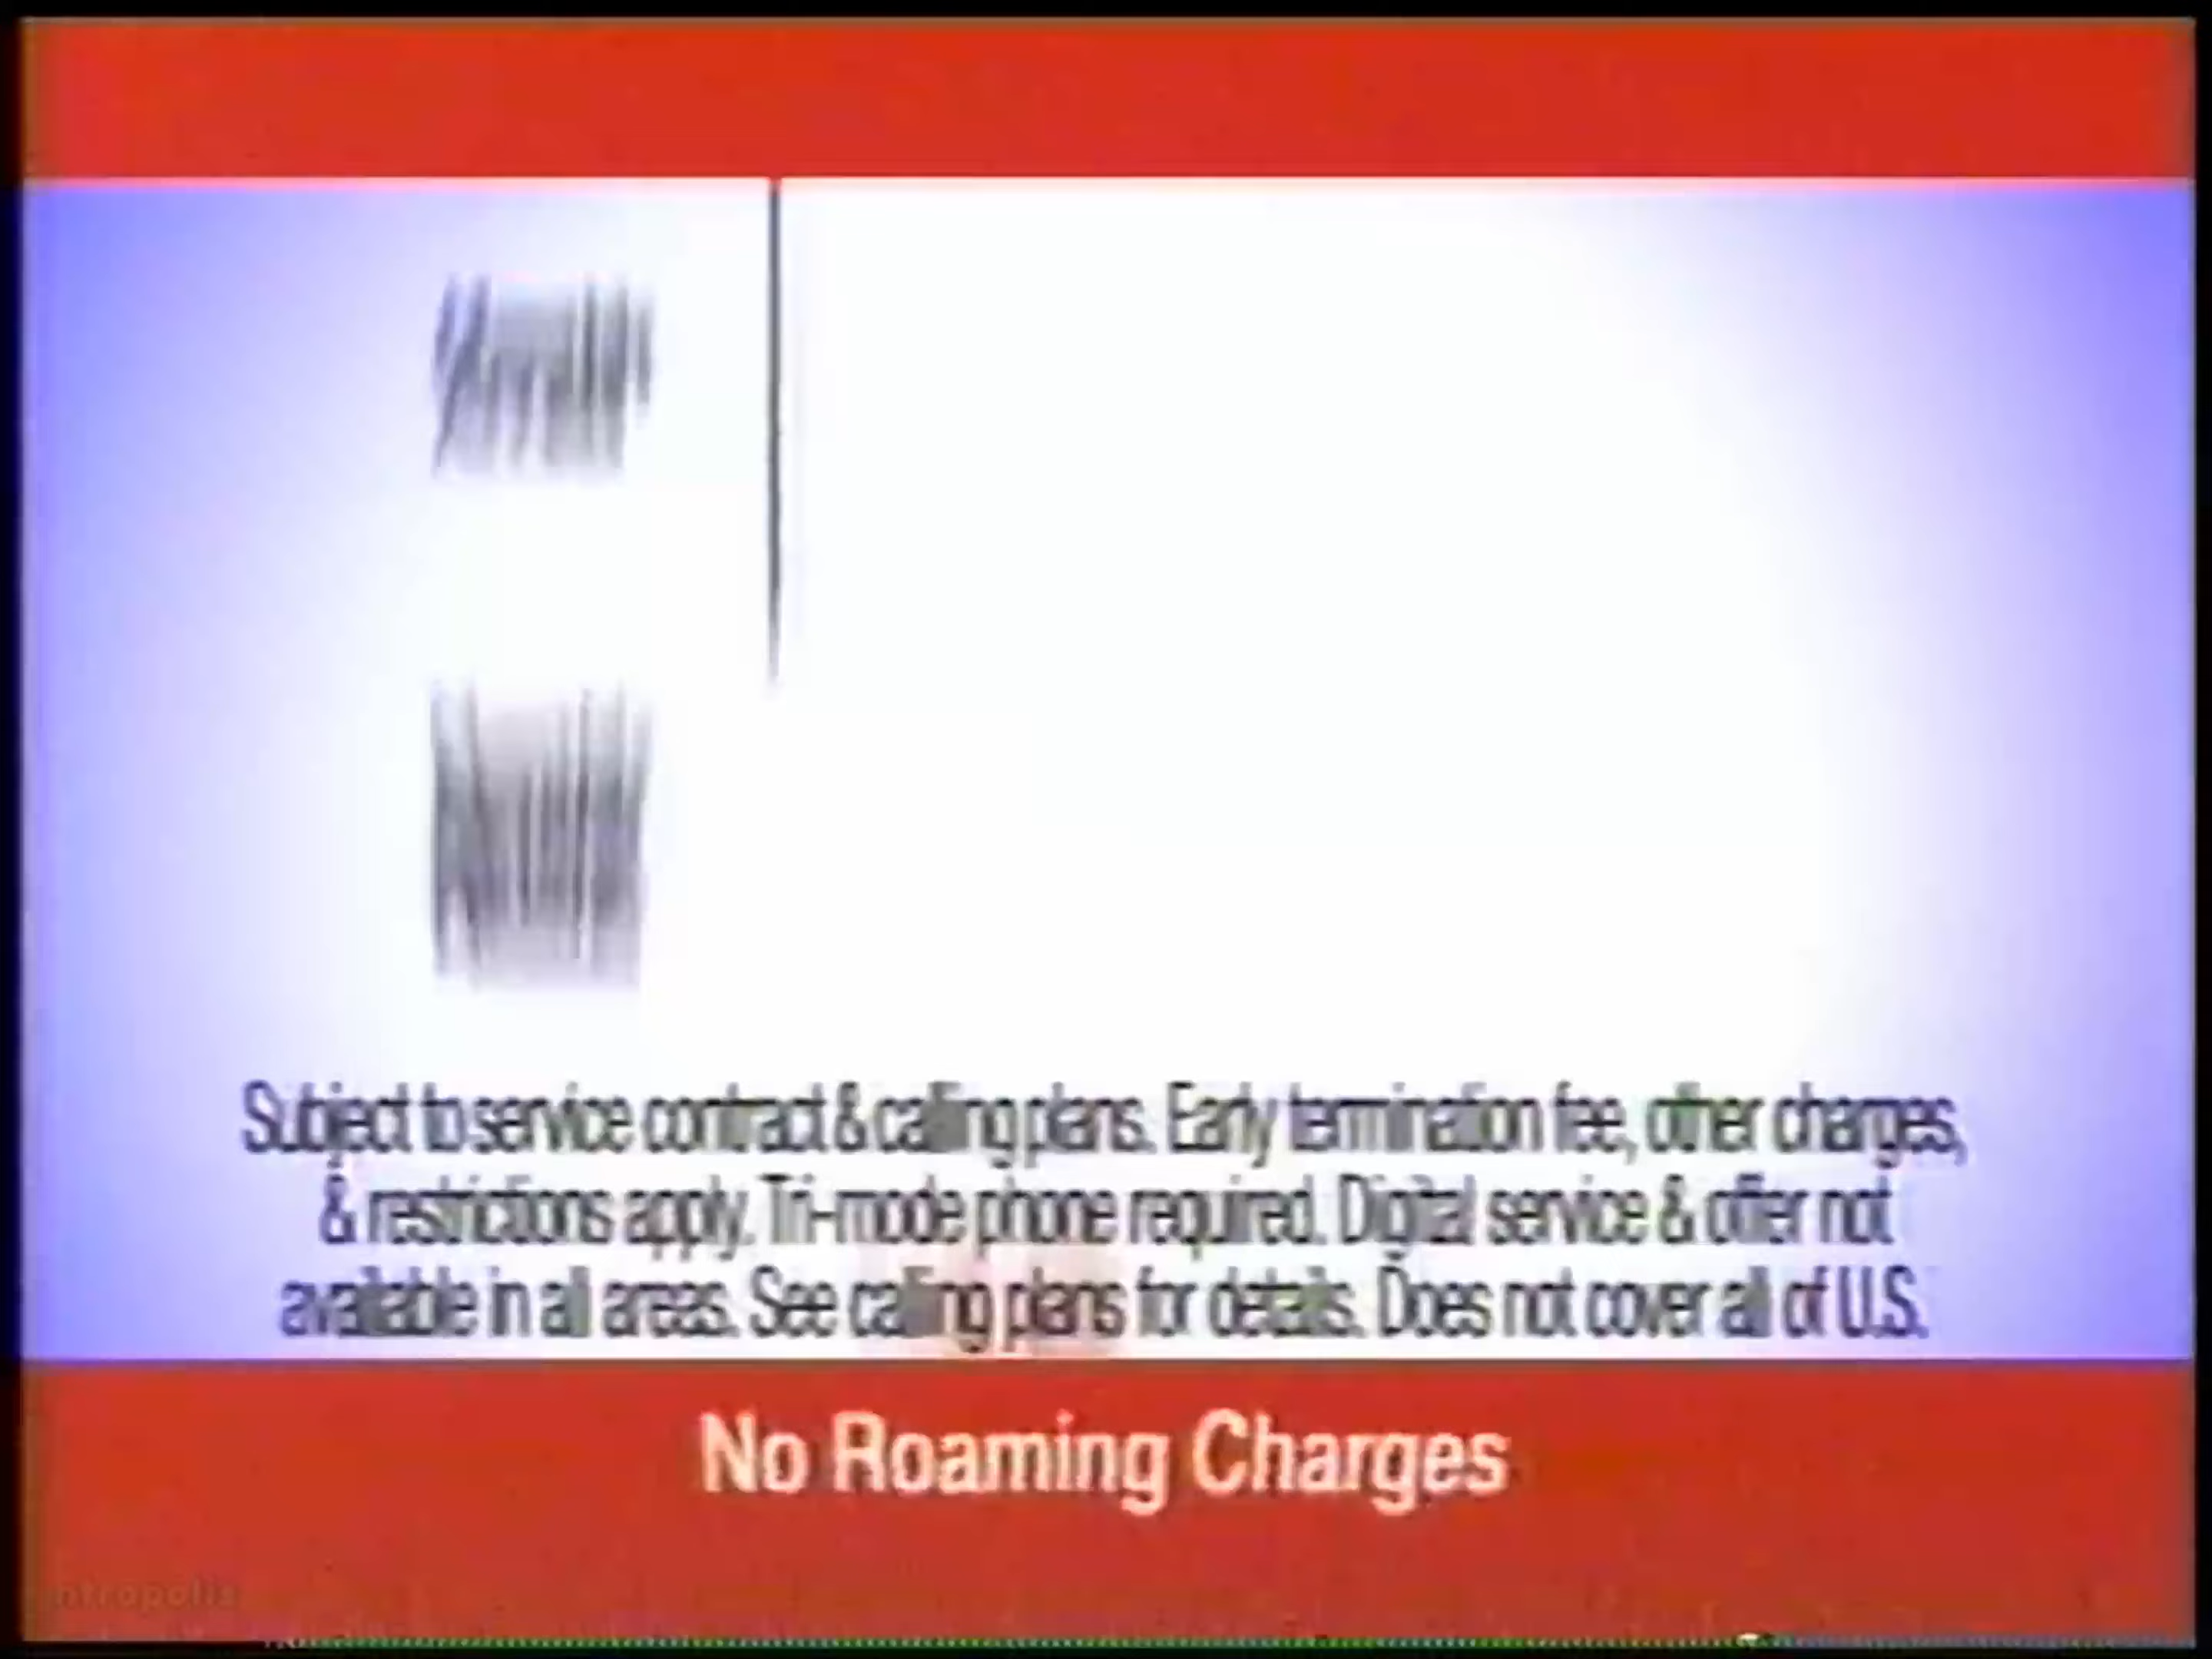 Subject to service contract & calling plans. Early termination fee, other charges,
& restrictions apply. Tri-mode phone required. Digital service & offer not
available in all areas. See calling plans for details. Does not cover all of U.S.
No Roaming Charges